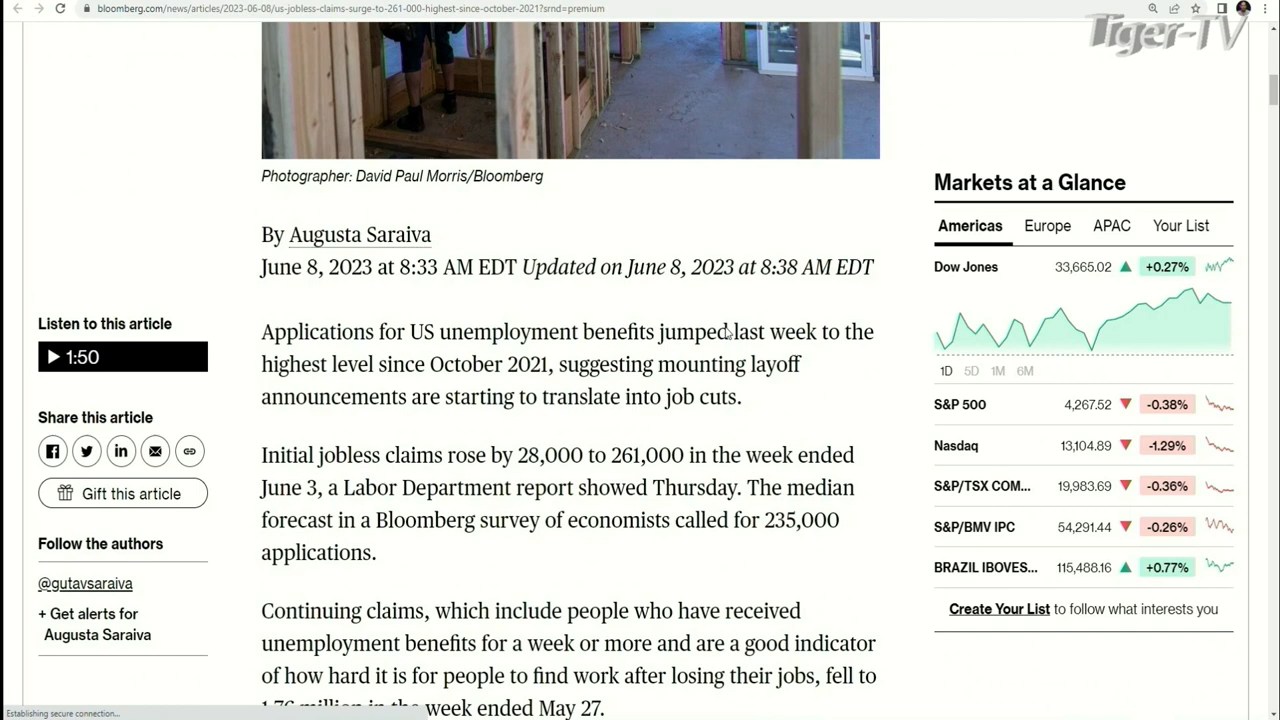 bloomberg.com/news/articles/2023-06-08/us-jobless-claims-surge-to-261-000-highest-since-october-2021?srnd=premium
Tiger-TV
Photographer: David Paul Morris/Bloomberg
By Augusta Saraiva
June 8, 2023 at 8:33 AM EDT Updated on June 8, 2023 at 8:38 AM EDT
Listen to this article
1:50
Share this article
Gift this article
Follow the authors
@gutavsaraiva
+ Get alerts for
Augusta Saraiva
Applications for US unemployment benefits jumped last week to the
highest level since October 2021, suggesting mounting layoff
announcements are starting to translate into job cuts.
Initial jobless claims rose by 28,000 to 261,000 in the week ended
June 3, a Labor Department report showed Thursday. The median
forecast in a Bloomberg survey of economists called for 235,000
applications.
Continuing claims, which include people who have received
unemployment benefits for a week or more and are a good indicator
of how hard it is for people to find work after losing their jobs, fell to
1.76 million in the week ended May 27.
Markets at a Glance
Americas Europe APAC Your List
Dow Jones 33,665.02 +0.27%
1D 5D 1M 6M
S&P 500 4,267.52 -0.38%
Nasdaq 13,104.89 -1.29%
S&P/TSX COM... 19,983.69 -0.36%
S&P/BMV IPC 54,291.44 -0.26%
BRAZIL IBOVES... 115,488.16 +0.77%
Create Your List to follow what interests you
Establishing secure connection...